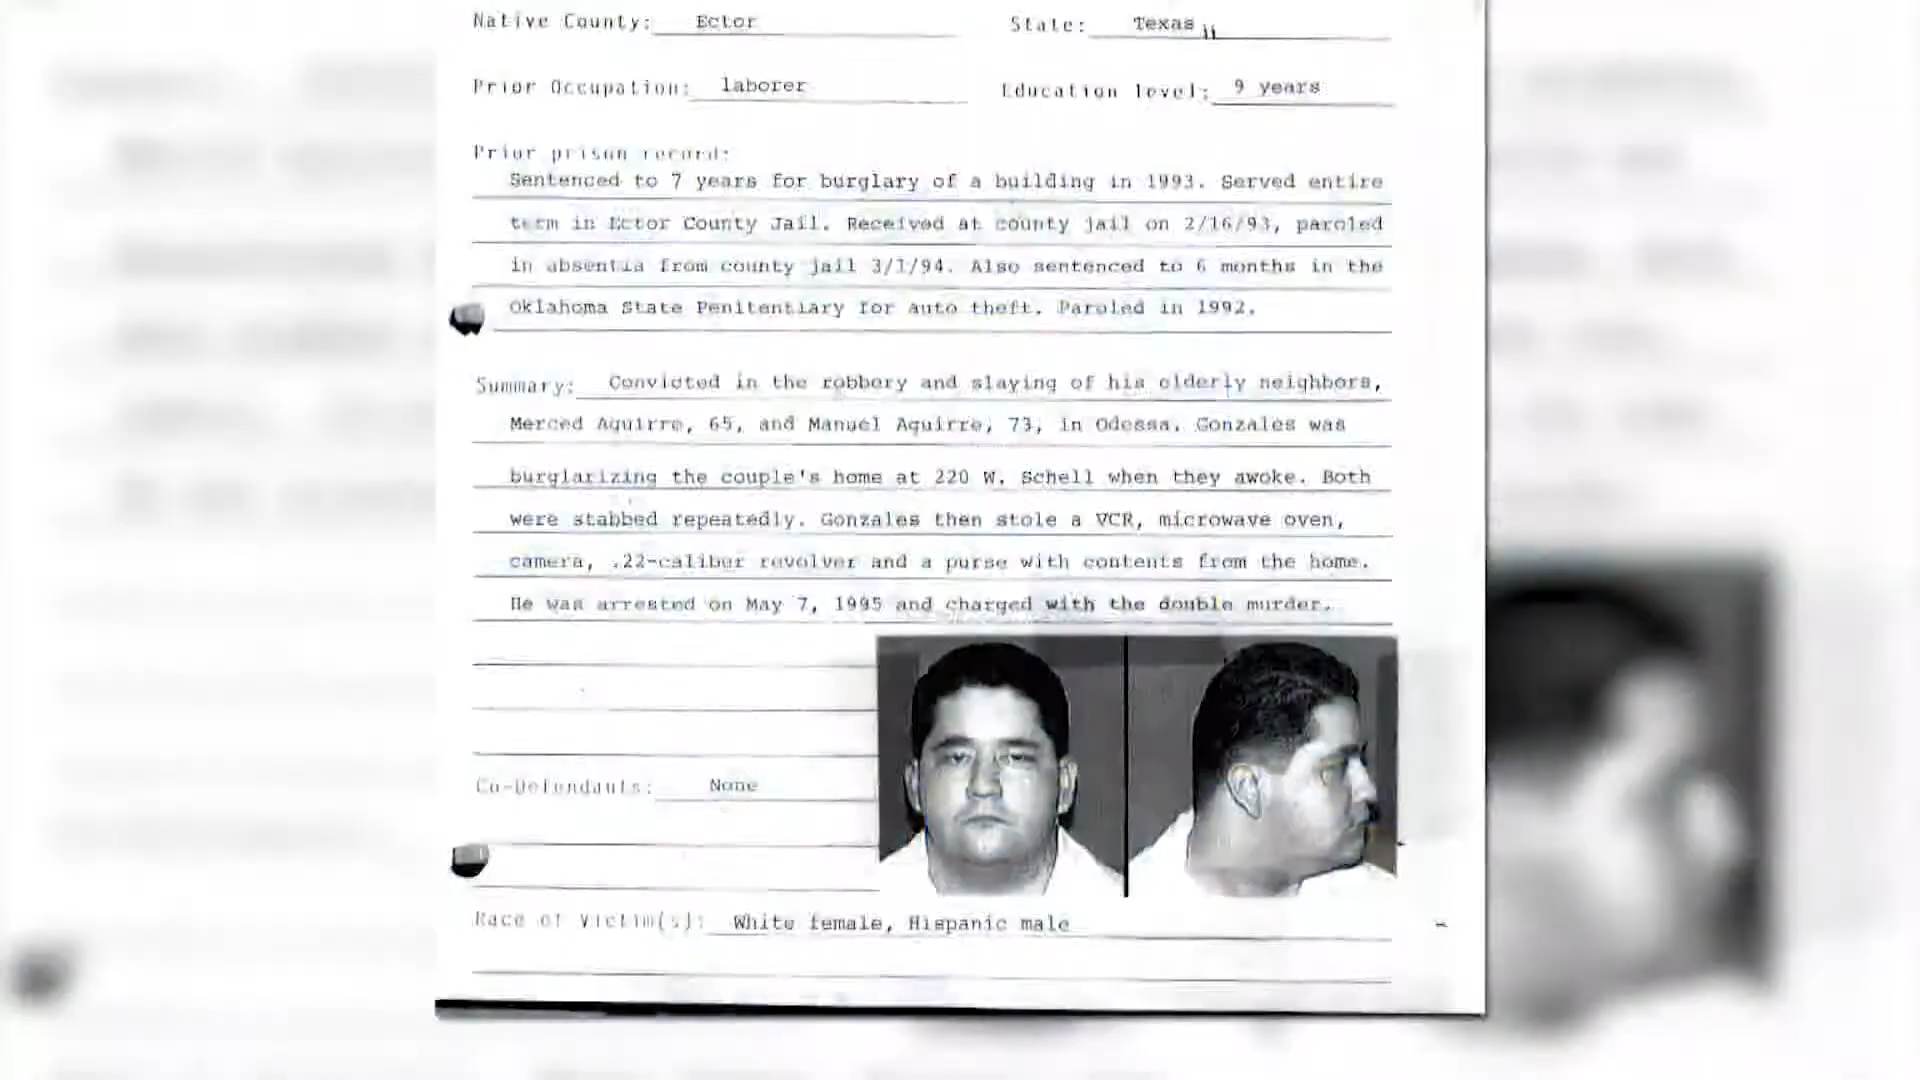 Native County: Ector State: Texas
Prior Occupation: laborer Education level: 9 years
Prior prison record:
Sentenced to 7 years for burglary of a building in 1993. Served entire
term in Ector County Jail. Received at county jail on 2/16/93, paroled
in absentia from county jail 3/1/94. Also sentenced to 6 months in the
Oklahoma State Penitentiary for auto theft. Paroled in 1992.
Summary: Convicted in the robbery and slaying of his elderly neighbors,
Merced Aguirre, 65, and Manuel Aguirre, 73, in Odessa. Gonzales was
burglarizing the couple's home at 220 W. Schell when they awoke. Both
were stabbed repeatedly. Gonzales then stole a VCR, microwave oven,
camera, .22-caliber revolver and a purse with contents from the home.
He was arrested on May 7, 1995 and charged with the double murder.
Co-Defendants: None
Race of Victim(s): White female, Hispanic male